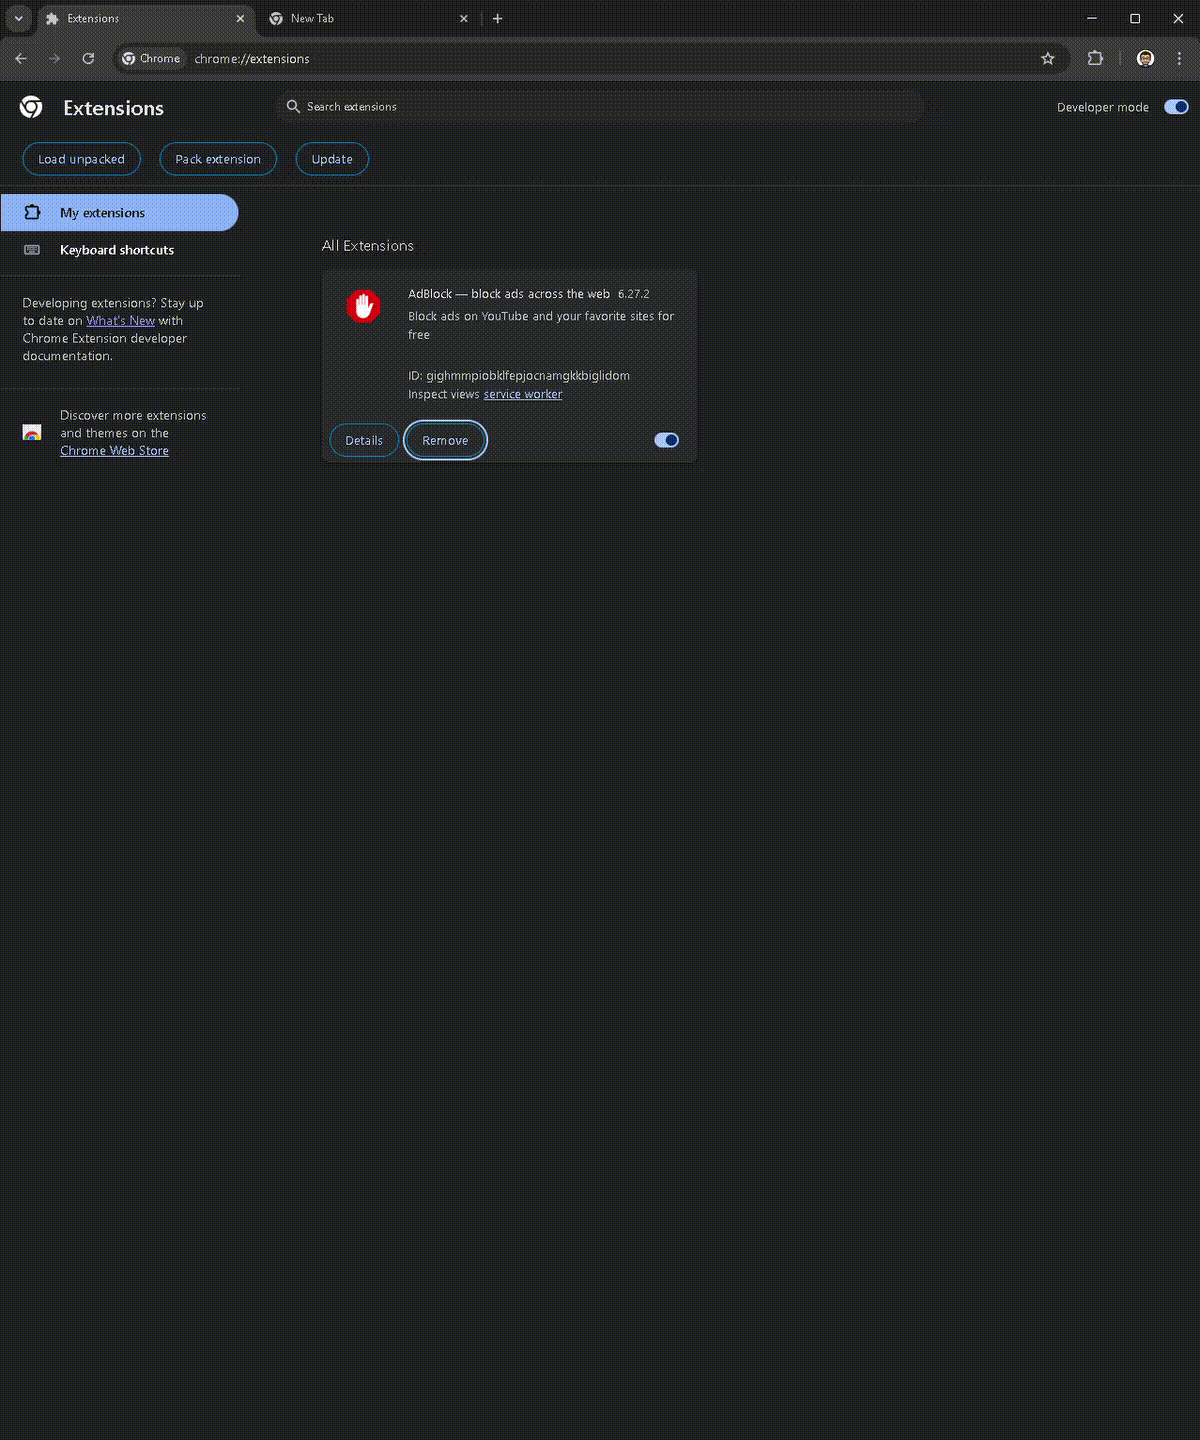 Extensions
New Tab
Chrome
chrome://extensions
Extensions
Search extensions
Developer mode
Load unpacked
Pack extension
Update
My extensions
Keyboard shortcuts
Developing extensions? Stay up
to date on What's New with
Chrome Extension developer
documentation.
Discover more extensions
and themes on the
Chrome Web Store
All Extensions
AdBlock — block ads across the web 6.27.2
Block ads on YouTube and your favorite sites for
free
ID: gighmmpiobklfepjocnamgkkbiglidom
Inspect views service worker
Details
Remove